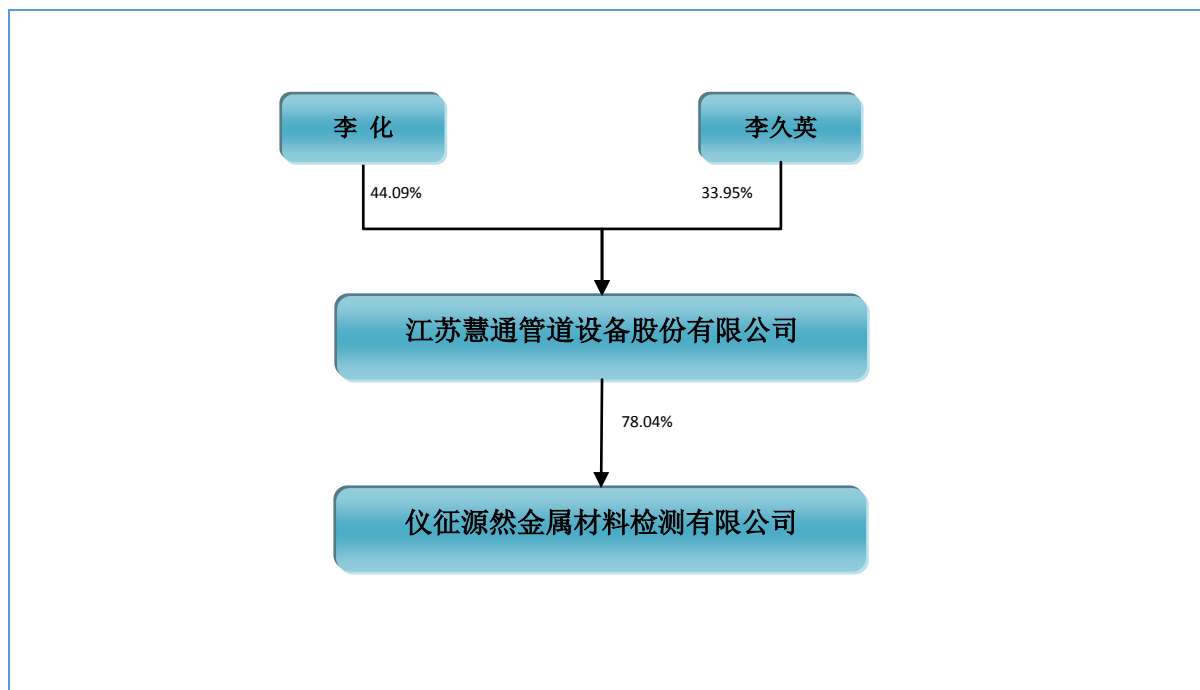 李 化
李久英
44.09%
33.95%
江苏慧通管道设备股份有限公司
78.04%
仪征源然金属材料检测有限公司